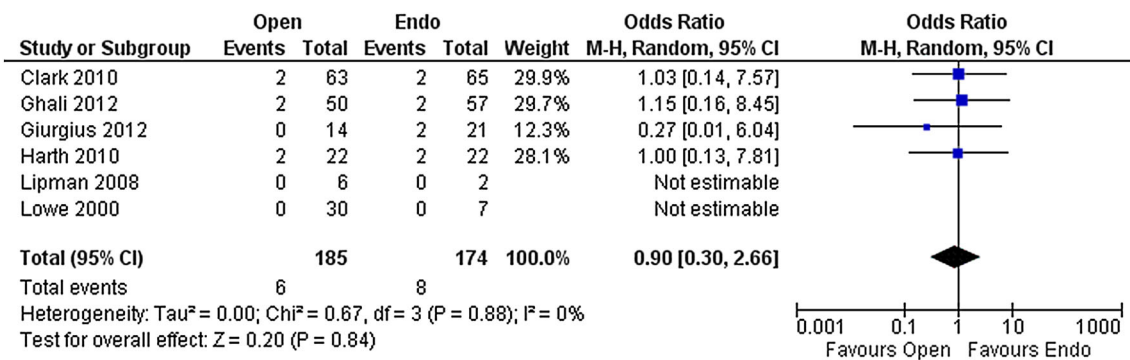 Open Endo Odds Ratio Odds Ratio
Study or Subgroup Events Total Events Total Weight M-H, Random, 95% CI M-H, Random, 95% CI
Clark 2010 2 63 2 65 29.9% 1.03 [0.14, 7.57]
Ghali 2012 2 50 2 57 29.7% 1.15 [0.16, 8.45]
Giurgius 2012 0 14 2 21 12.3% 0.27 [0.01, 6.04]
Harth 2010 2 22 2 22 28.1% 1.00 [0.13, 7.81]
Lipman 2008 0 6 0 2 Not estimable
Lowe 2000 0 30 0 7 Not estimable
Total (95% CI) 185 174 100.0% 0.90 [0.30, 2.66]
Total events 6 8
Heterogeneity: Tau² = 0.00; Chi² = 0.67, df = 3 (P = 0.88); I² = 0%
Test for overall effect: Z = 0.20 (P = 0.84)
0.001 0.1 1 10 1000
Favours Open Favours Endo